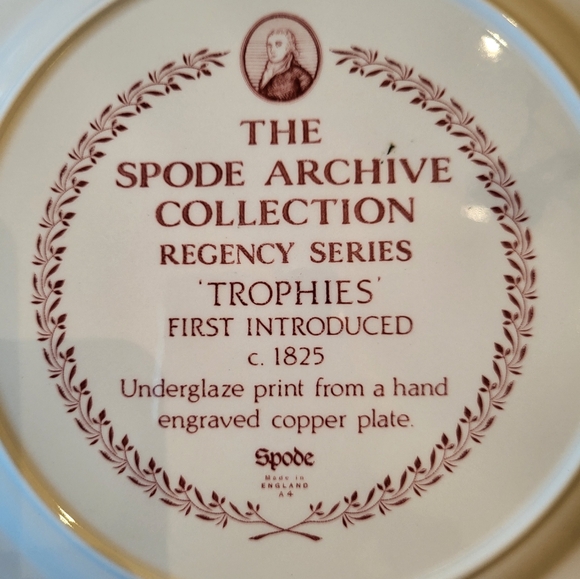 THE
SPODE ARCHIVE
COLLECTION
REGENCY SERIES
'TROPHIES'
FIRST INTRODUCED
c. 1825
Underglaze print from a hand
engraved copper plate.
Spode
Made in
ENGLAND
A4